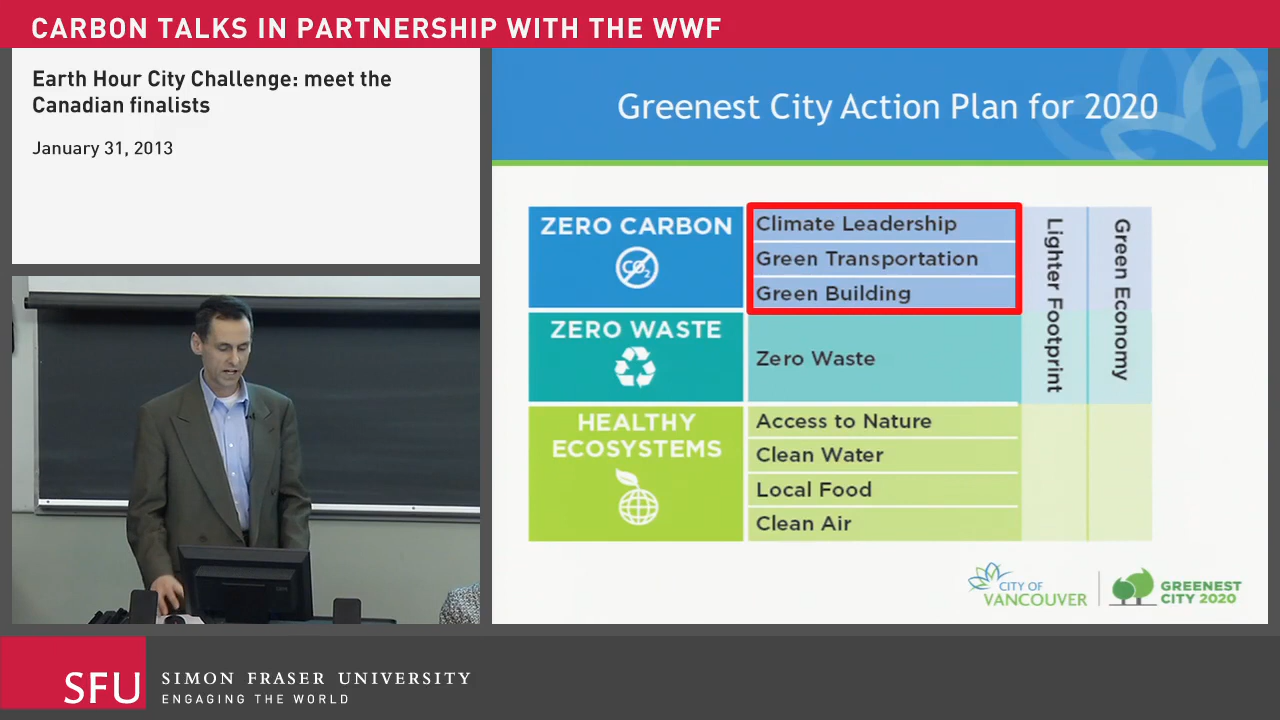 CARBON TALKS IN PARTNERSHIP WITH THE WWF
Earth Hour City Challenge: meet the
Canadian finalists
January 31, 2013
Greenest City Action Plan for 2020
ZERO CARBON
CO2
Climate Leadership
Green Transportation
Green Building
ZERO WASTE
Zero Waste
HEALTHY
ECOSYSTEMS
Access to Nature
Clean Water
Local Food
Clean Air
Lighter Footprint
Green Economy
CITY OF
VANCOUVER
GREENEST
CITY 2020
SFU
SIMON FRASER UNIVERSITY
ENGAGING THE WORLD